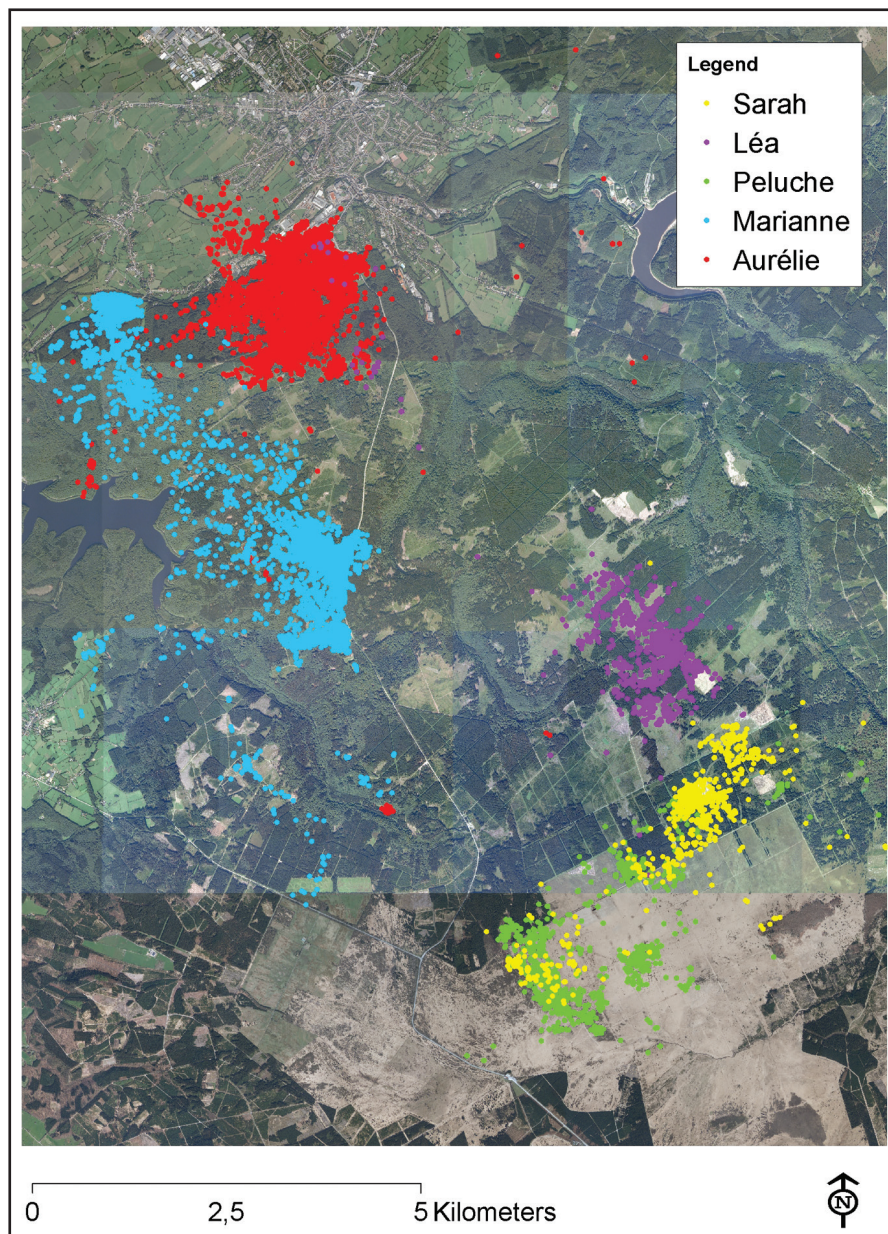 Legend
Sarah
Léa
Peluche
Marianne
Aurélie
0 2,5 5 Kilometers
N